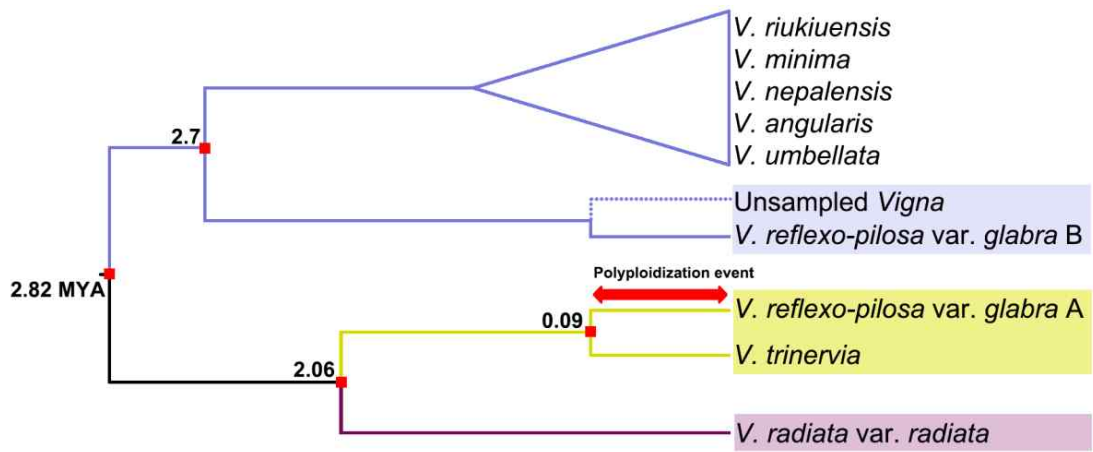 V. riukiuensis
V. minima
V. nepalensis
V. angularis
V. umbellata
2.7
Unsampled Vigna
V. reflexo-pilosa var. glabra B
2.82 MYA
Polyploidization event
V. reflexo-pilosa var. glabra A
0.09
V. trinervia
2.06
V. radiata var. radiata